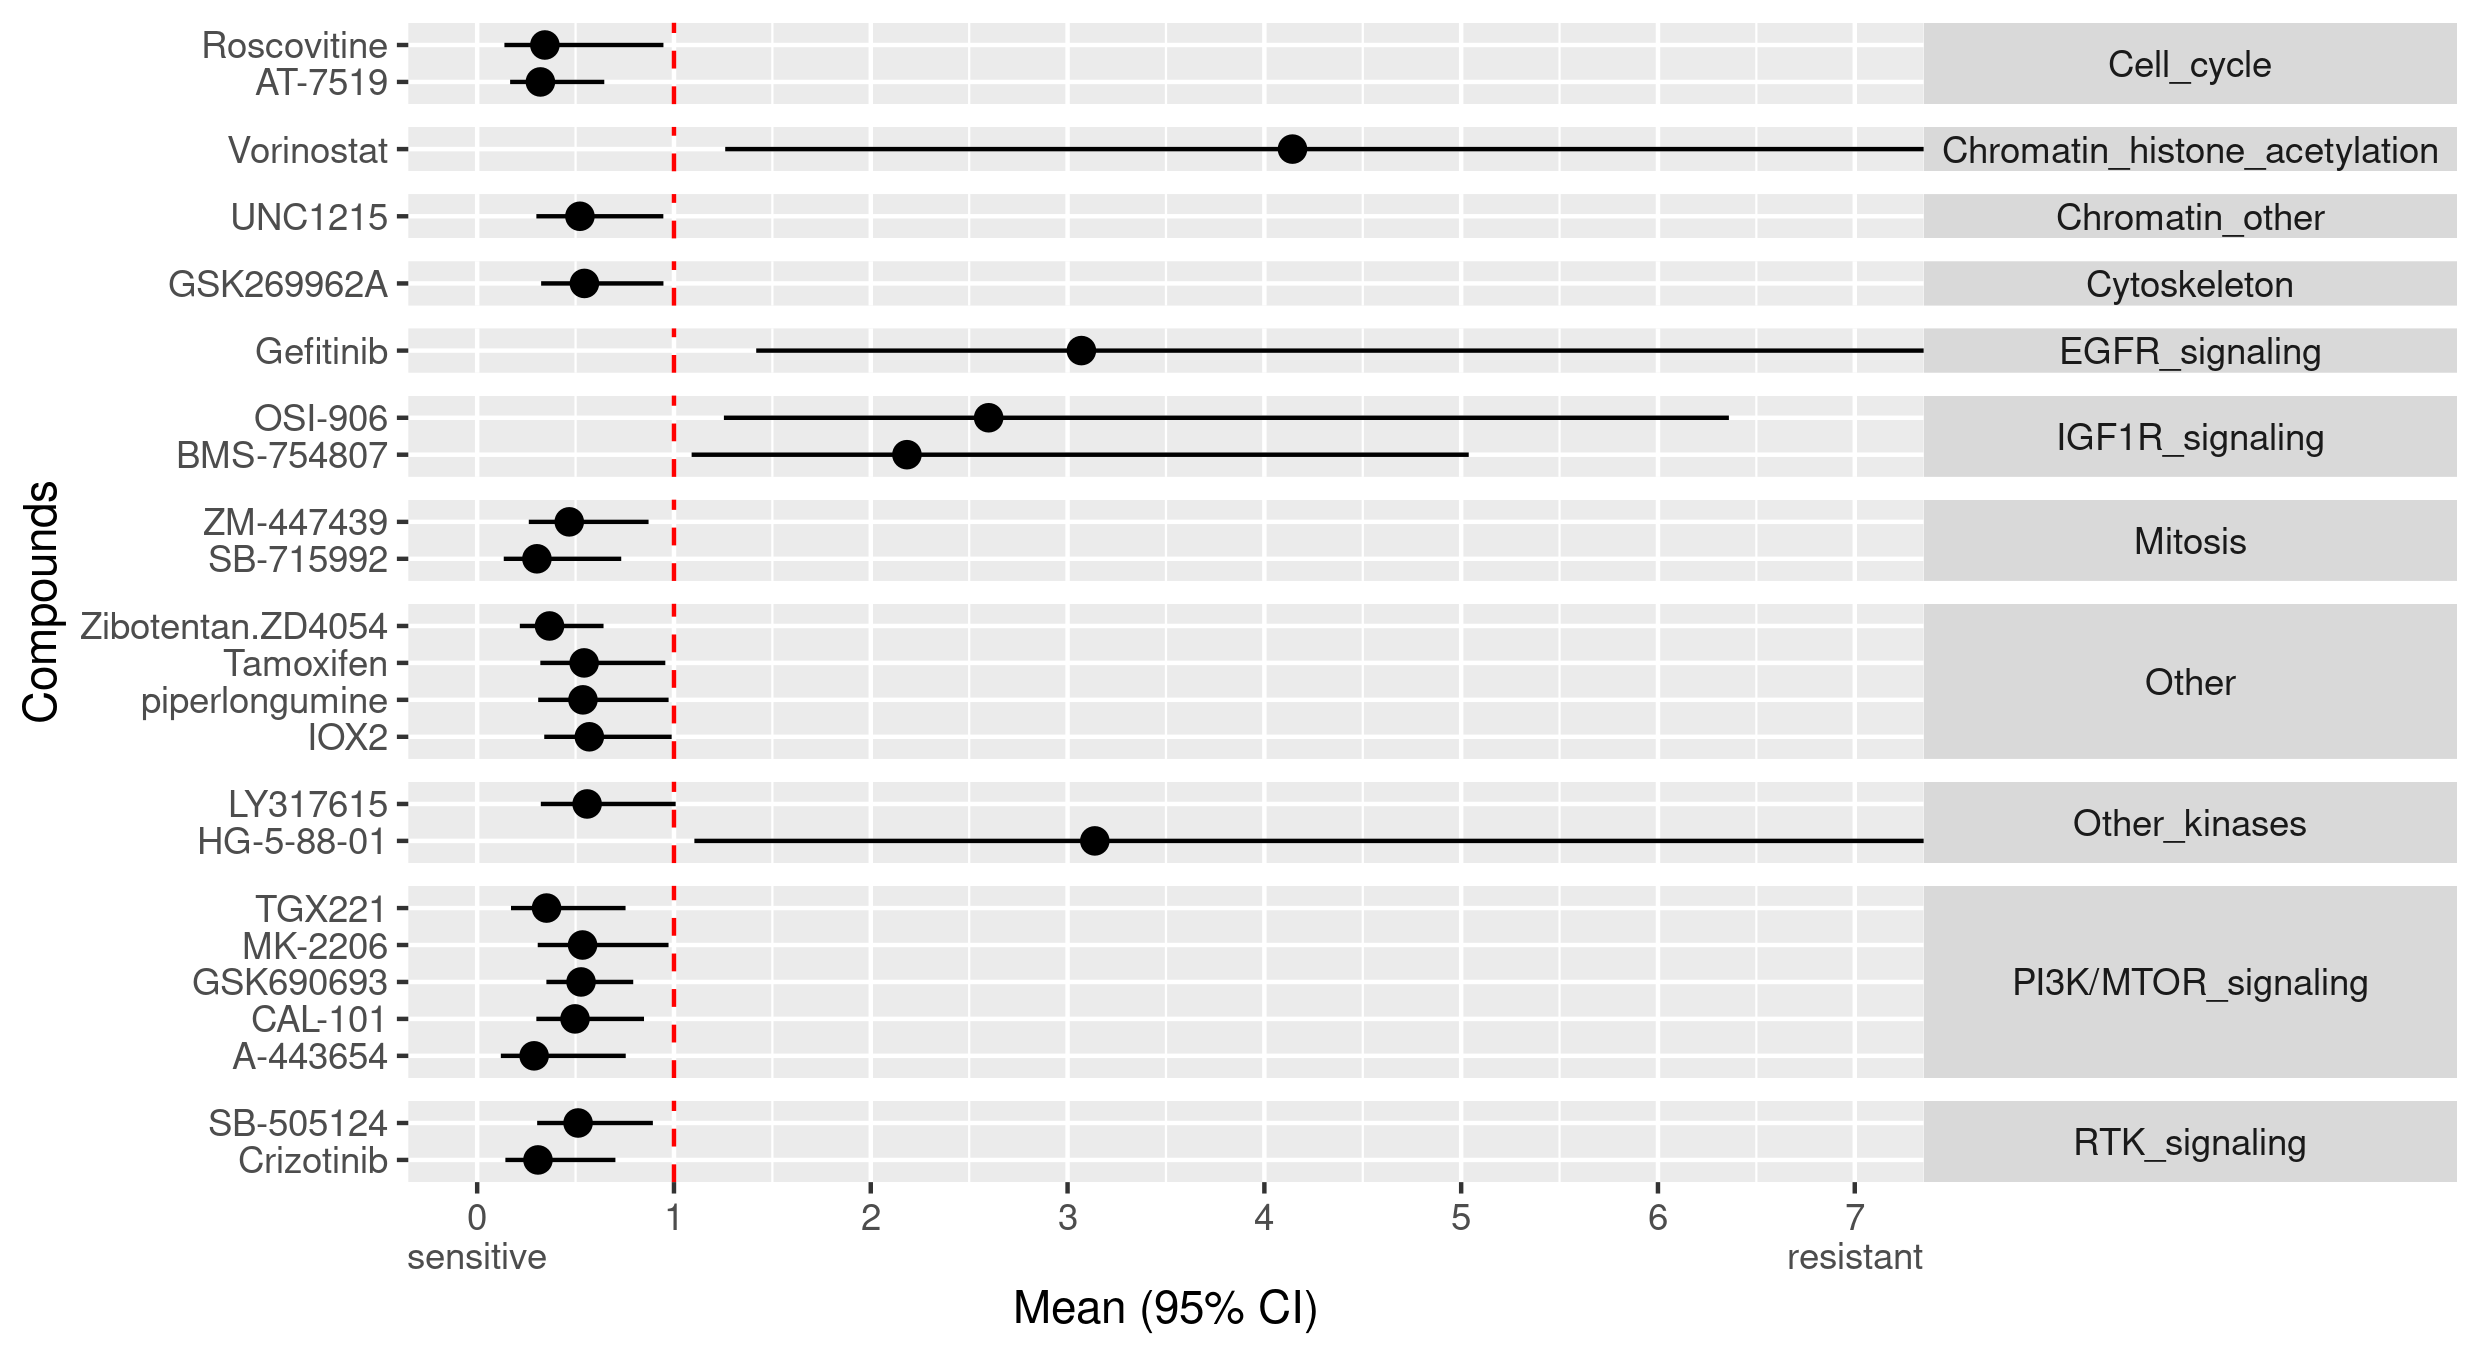 Roscovitine
AT-7519
Cell_cycle
Vorinostat
Chromatin_histone_acetylation
UNC1215
Chromatin_other
GSK269962A
Cytoskeleton
Gefitinib
EGFR_signaling
OSI-906
BMS-754807
IGF1R_signaling
ZM-447439
SB-715992
Mitosis
Zibotentan.ZD4054
Tamoxifen
piperlongumine
IOX2
Other
LY317615
HG-5-88-01
Other_kinases
TGX221
MK-2206
GSK690693
CAL-101
A-443654
PI3K/MTOR_signaling
SB-505124
Crizotinib
RTK_signaling
Compounds
0 1 2 3 4 5 6 7
sensitive resistant
Mean (95% CI)